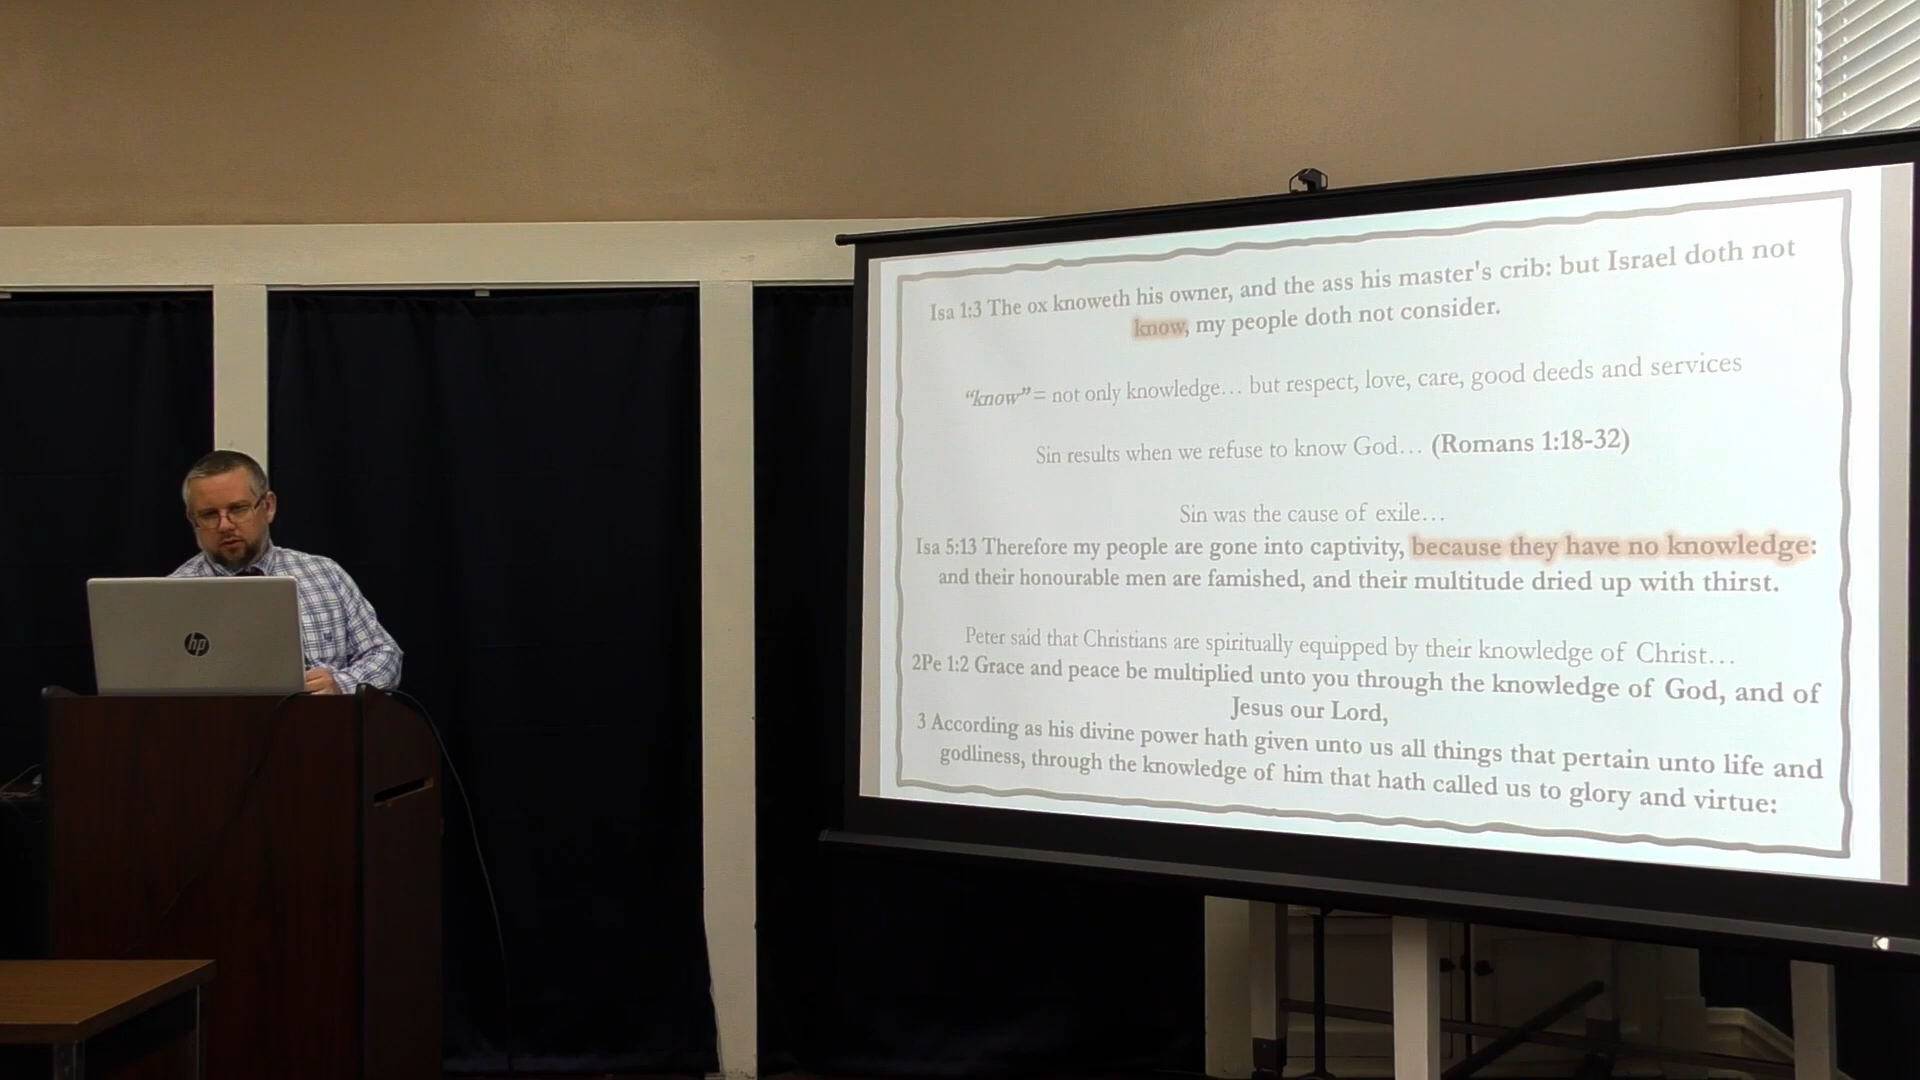 Isa 1:3 The ox knoweth his owner, and the ass his master's crib: but Israel doth not
know, my people doth not consider.
“know”= not only knowledge… but respect, love, care, good deeds and services
Sin results when we refuse to know God… (Romans 1:18-32)
Sin was the cause of exile…
Isa 5:13 Therefore my people are gone into captivity, because they have no knowledge:
and their honourable men are famished, and their multitude dried up with thirst.
Peter said that Christians are spiritually equipped by their knowledge of Christ…
2Pe 1:2 Grace and peace be multiplied unto you through the knowledge of God, and of
Jesus our Lord,
3 According as his divine power hath given unto us all things that pertain unto life and
godliness, through the knowledge of him that hath called us to glory and virtue:
hp